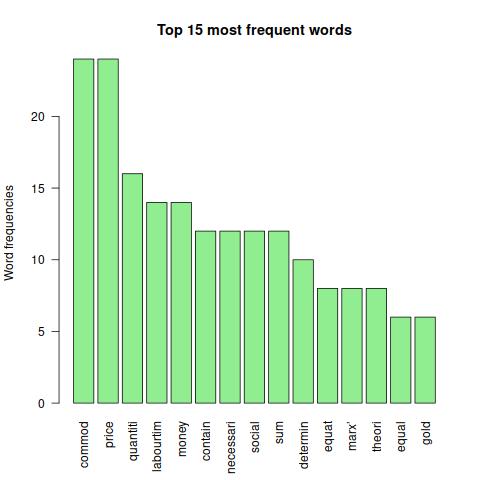 Top 15 most frequent words
Word frequencies
20
15
10
5
0
commod
price
quantiti
labourtim
money
contain
necessari
social
sum
determin
equat
marx'
theori
equal
gold